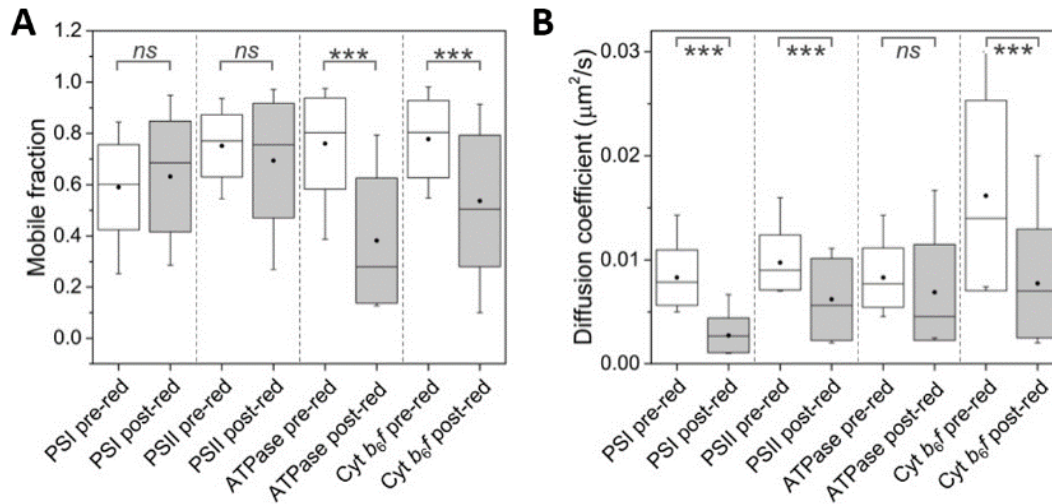 A
Mobile fraction
1.2
1.0
0.8
0.6
0.4
0.2
0.0
ns
ns
***
***
PSI pre-red
PSI post-red
PSII pre-red
PSII post-red
ATPase pre-red
ATPase post-red
Cyt b₆f pre-red
Cyt b₆f post-red
B
Diffusion coefficient (μm²/s)
0.03
0.02
0.01
0.00
***
***
ns
***
PSI pre-red
PSI post-red
PSII pre-red
PSII post-red
ATPase pre-red
ATPase post-red
Cyt b₆f pre-red
Cyt b₆f post-red